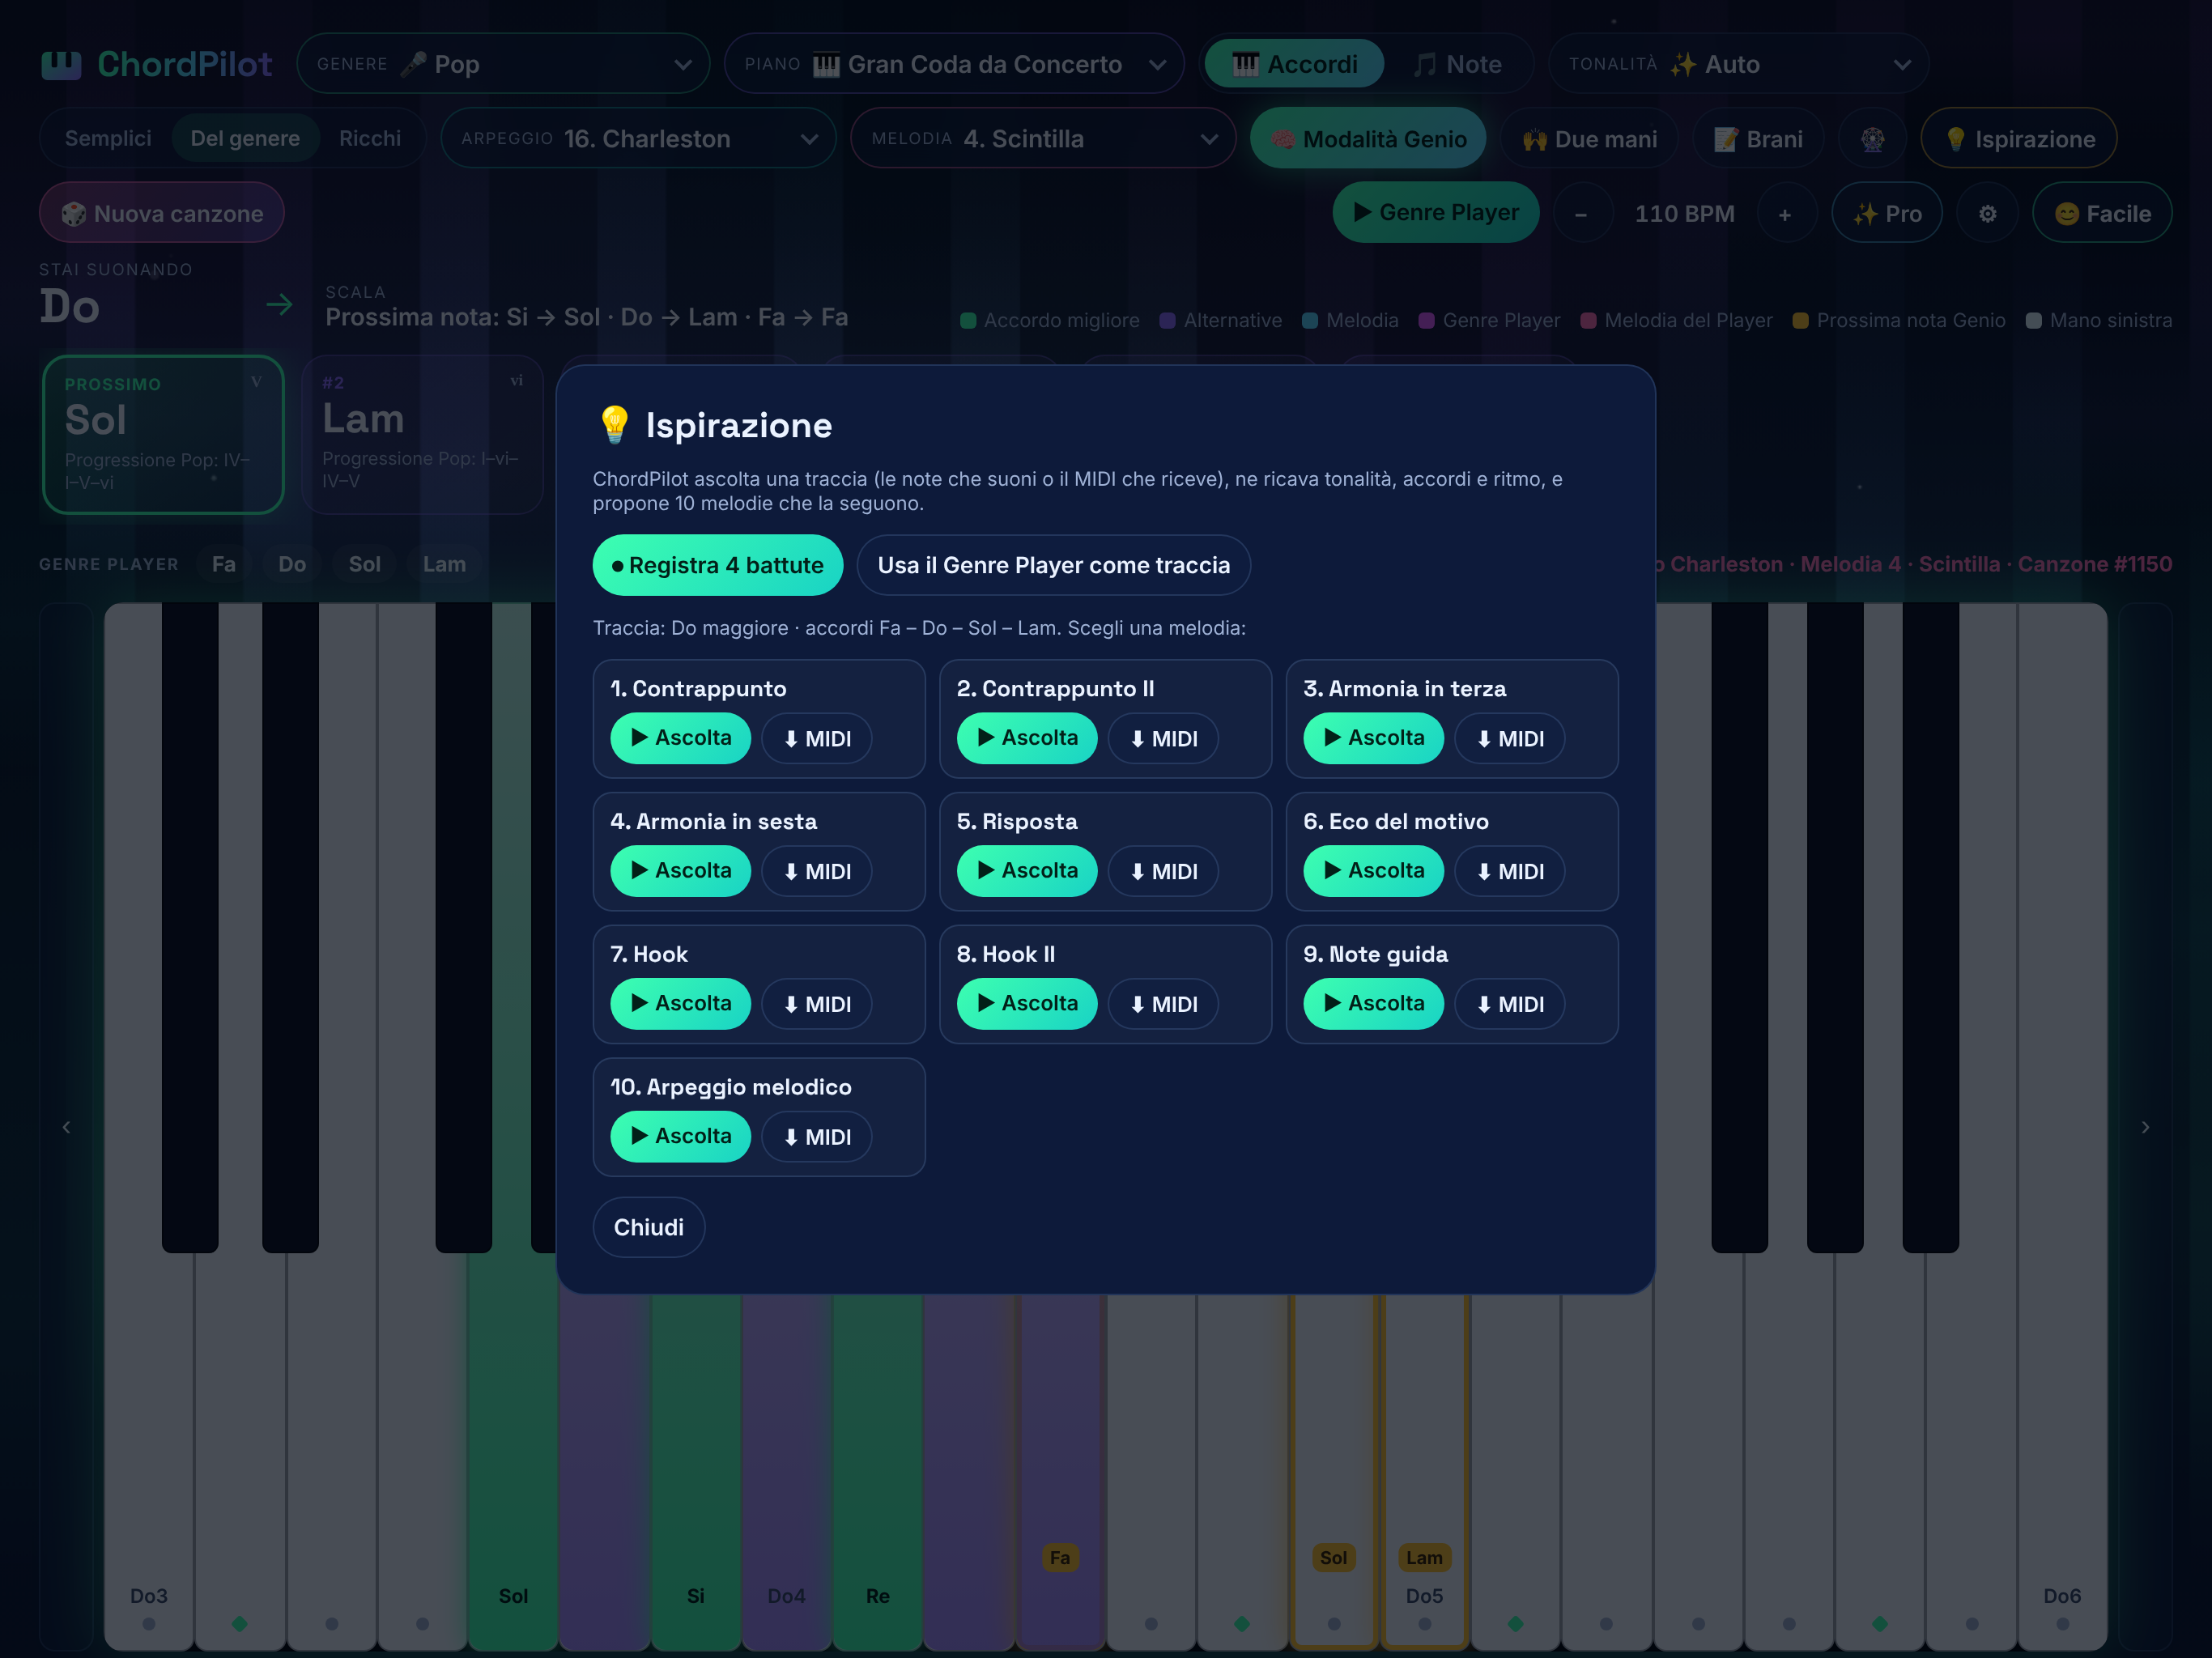 ChordPilot
GENERE 🎤 Pop
PIANO 🎹 Gran Coda da Concerto
🎹 Accordi
🎵 Note
TONALITÀ ✨ Auto
Semplici
Del genere
Ricchi
ARPEGGIO 16. Charleston
MELODIA 4. Scintilla
🧠 Modalità Genio
🙌 Due mani
📝 Brani
💡 Ispirazione
🎲 Nuova canzone
▶ Genre Player
−
110 BPM
+
✨ Pro
⚙
😊 Facile
STAI SUONANDO
Do
→
SCALA
Prossima nota: Si → Sol · Do → Lam · Fa → Fa
Accordo migliore
Alternative
Melodia
Genre Player
Melodia del Player
Prossima nota Genio
Mano sinistra
PROSSIMO
V
Sol
Progressione Pop: IV–
I–V–vi
#2
vi
Lam
Progressione Pop: I–vi–
IV–V
GENRE PLAYER Fa Do Sol Lam
Charleston · Melodia 4 · Scintilla · Canzone #1150
💡 Ispirazione
ChordPilot ascolta una traccia (le note che suoni o il MIDI che riceve), ne ricava tonalità, accordi e ritmo, e
propone 10 melodie che la seguono.
● Registra 4 battute
Usa il Genre Player come traccia
Traccia: Do maggiore · accordi Fa – Do – Sol – Lam. Scegli una melodia:
1. Contrappunto
▶ Ascolta
⬇ MIDI
2. Contrappunto II
▶ Ascolta
⬇ MIDI
3. Armonia in terza
▶ Ascolta
⬇ MIDI
4. Armonia in sesta
▶ Ascolta
⬇ MIDI
5. Risposta
▶ Ascolta
⬇ MIDI
6. Eco del motivo
▶ Ascolta
⬇ MIDI
7. Hook
▶ Ascolta
⬇ MIDI
8. Hook II
▶ Ascolta
⬇ MIDI
9. Note guida
▶ Ascolta
⬇ MIDI
10. Arpeggio melodico
▶ Ascolta
⬇ MIDI
Chiudi
‹
›
Fa
Sol
Lam
Do3
Sol
Si
Do4
Re
Do5
Do6